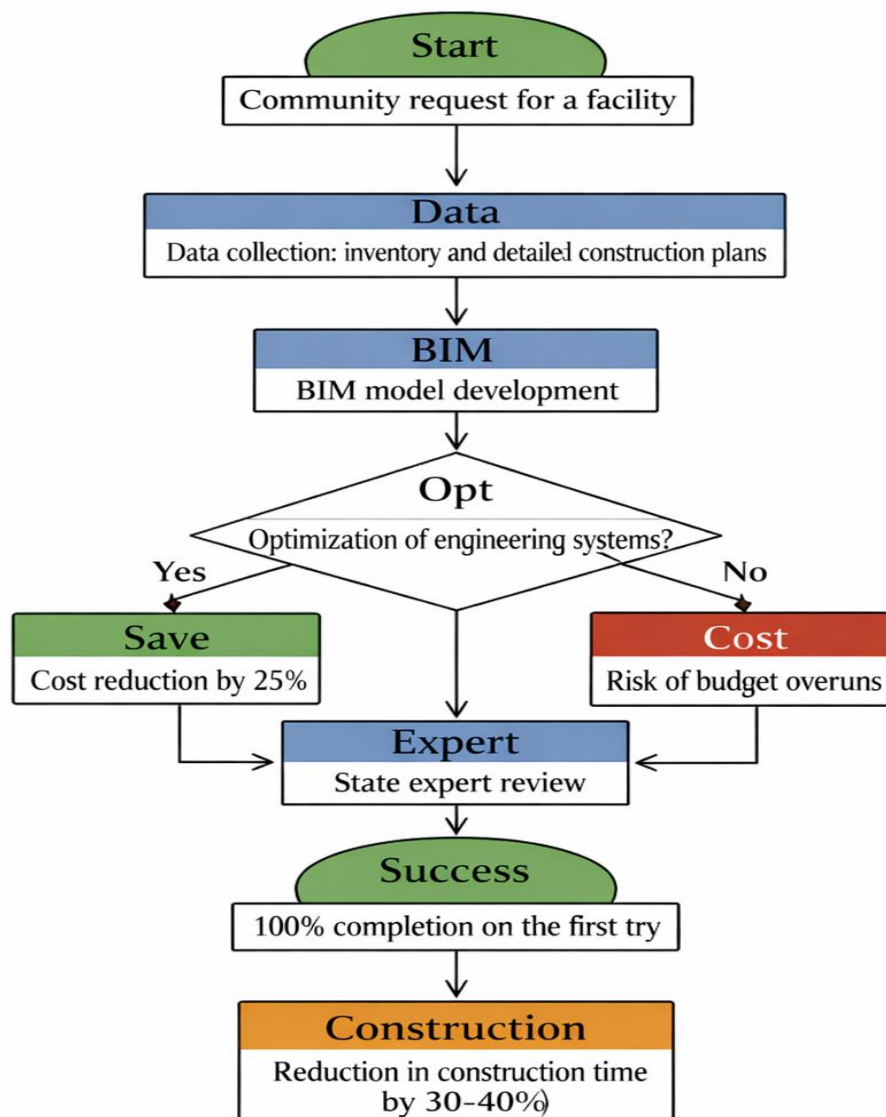 Start
Community request for a facility
Data
Data collection: inventory and detailed construction plans
BIM
BIM model development
Opt
Optimization of engineering systems?
Yes
No
Save
Cost reduction by 25%
Cost
Risk of budget overuns
Expert
State expert review
Success
100% completion on the first try
Construction
Reduction in construction time
by 30-40%)